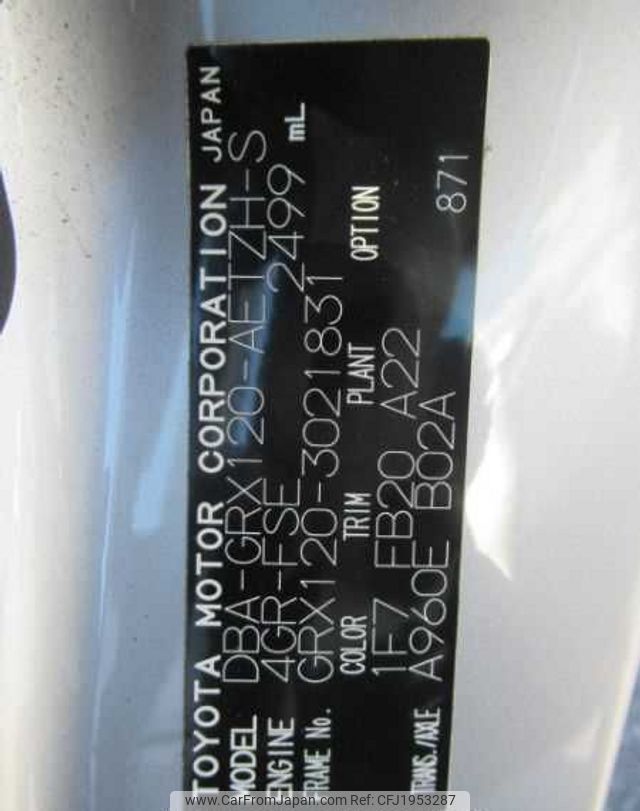 TOYOTA MOTOR CORPORATION JAPAN
MODEL DBA-GRX120-AETZH-S
ENGINE 4GR-FSE 2499 mL
FRAME No. GRX120-3021831
COLOR TRIM PLANT OPTION
1F7 FB20 A22
TRANS./AXLE A960E B02A 871
www.CarFromJapan.com ID: CFJ1953287